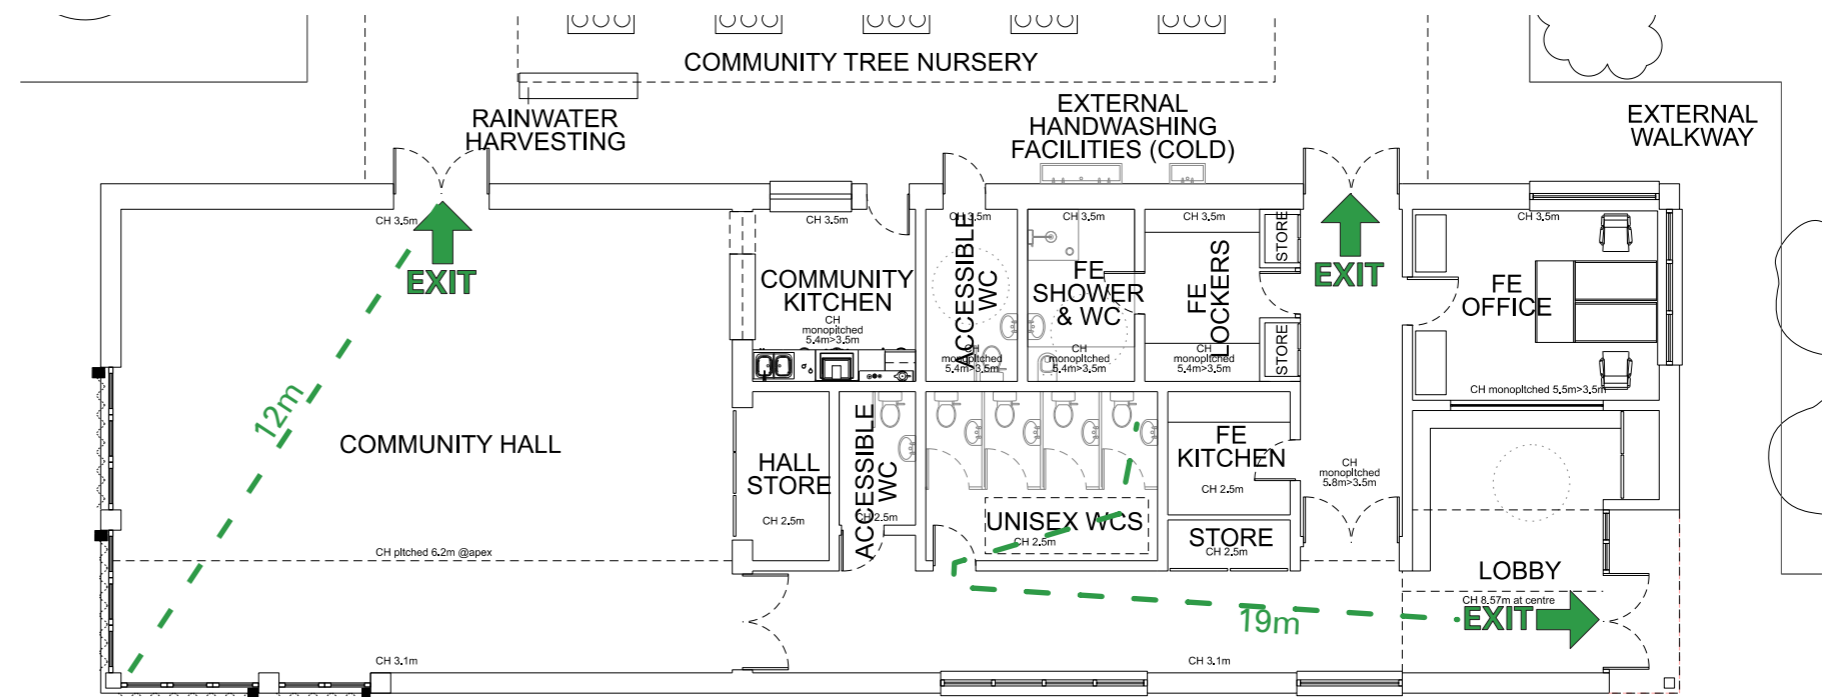 COMMUNITY TREE NURSERY
RAINWATER
HARVESTING
EXTERNAL
HANDWASHING
FACILITIES (COLD)
EXTERNAL
WALKWAY
CH 3.5m
EXIT
12m
COMMUNITY HALL
CH pitched 6.2m @apex
CH 3.1m
CH 3.5m
COMMUNITY
KITCHEN
CH
monopitched
5.4m>3.5m
CH 3.5m
ACCESSIBLE
WC
CH
monopitched
5.4m>3.5m
CH 3.5m
FE
SHOWER
& WC
CH
monopitched
5.4m>3.5m
CH 3.5m
FE
LOCKERS
CH
monopitched
5.4m>3.5m
STORE
STORE
EXIT
CH 3.5m
FE
OFFICE
CH monopitched 5.5m>3.5m
HALL
STORE
CH 2.5m
ACCESSIBLE
WC
CH 2.5m
UNISEX WCS
CH 2.5m
FE
KITCHEN
CH 2.5m
STORE
CH 2.5m
CH
monopitched
5.8m>3.5m
LOBBY
CH 8.57m at centre
EXIT
19m
CH 3.1m